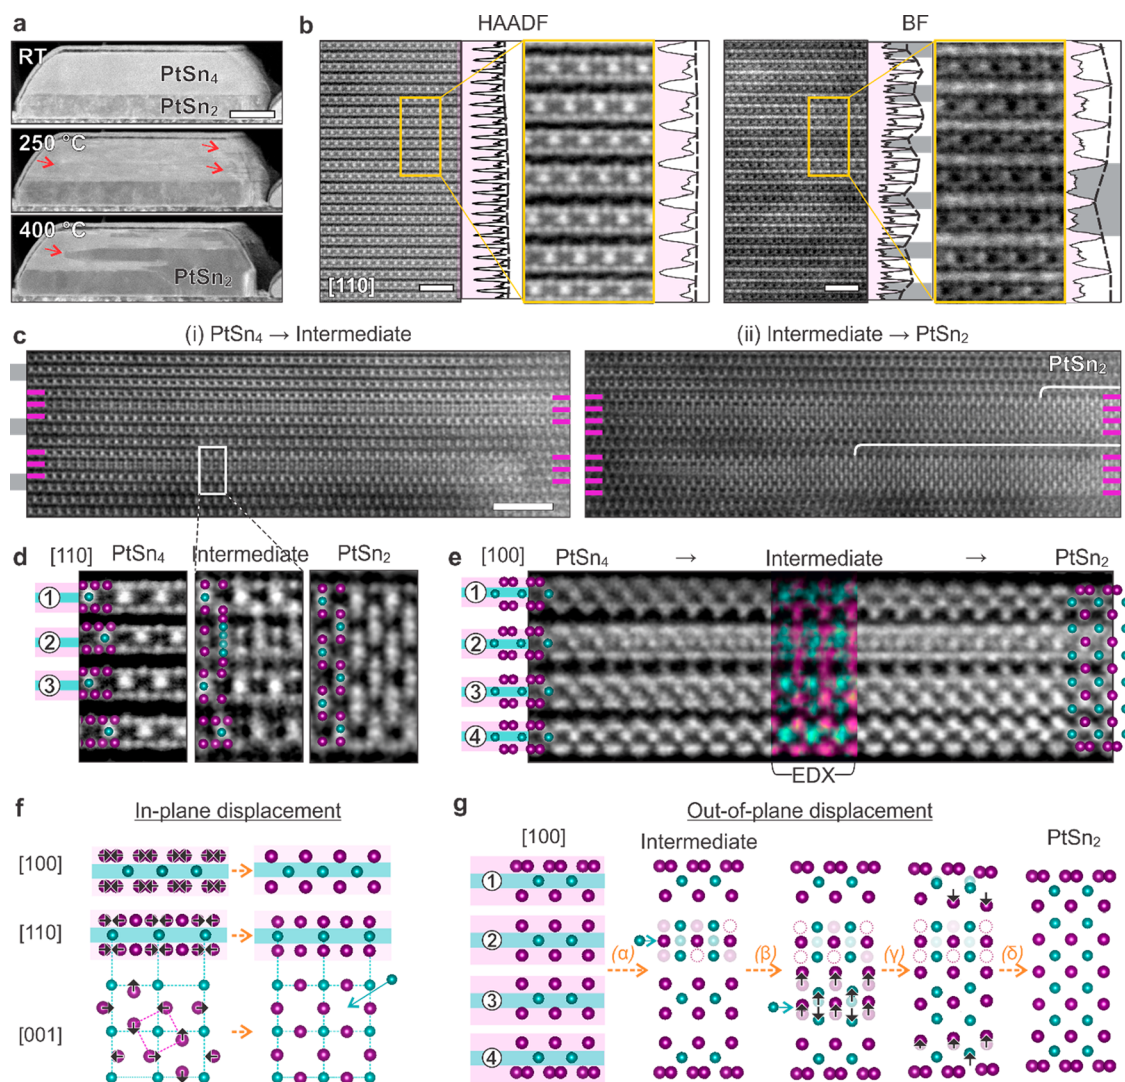 a
RT
PtSn4
PtSn2
250 °C
400 °C
PtSn2
b
HAADF
BF
[110]
c
(i) PtSn4 → Intermediate
(ii) Intermediate → PtSn2
PtSn2
d
[110]
PtSn4
Intermediate
PtSn2
1
2
3
e
[100]
PtSn4
→
Intermediate
→
PtSn2
1
2
3
4
EDX
f
In-plane displacement
[100]
[110]
[001]
g
Out-of-plane displacement
[100]
Intermediate
PtSn2
1
2
3
4
(α)
(β)
(γ)
(δ)